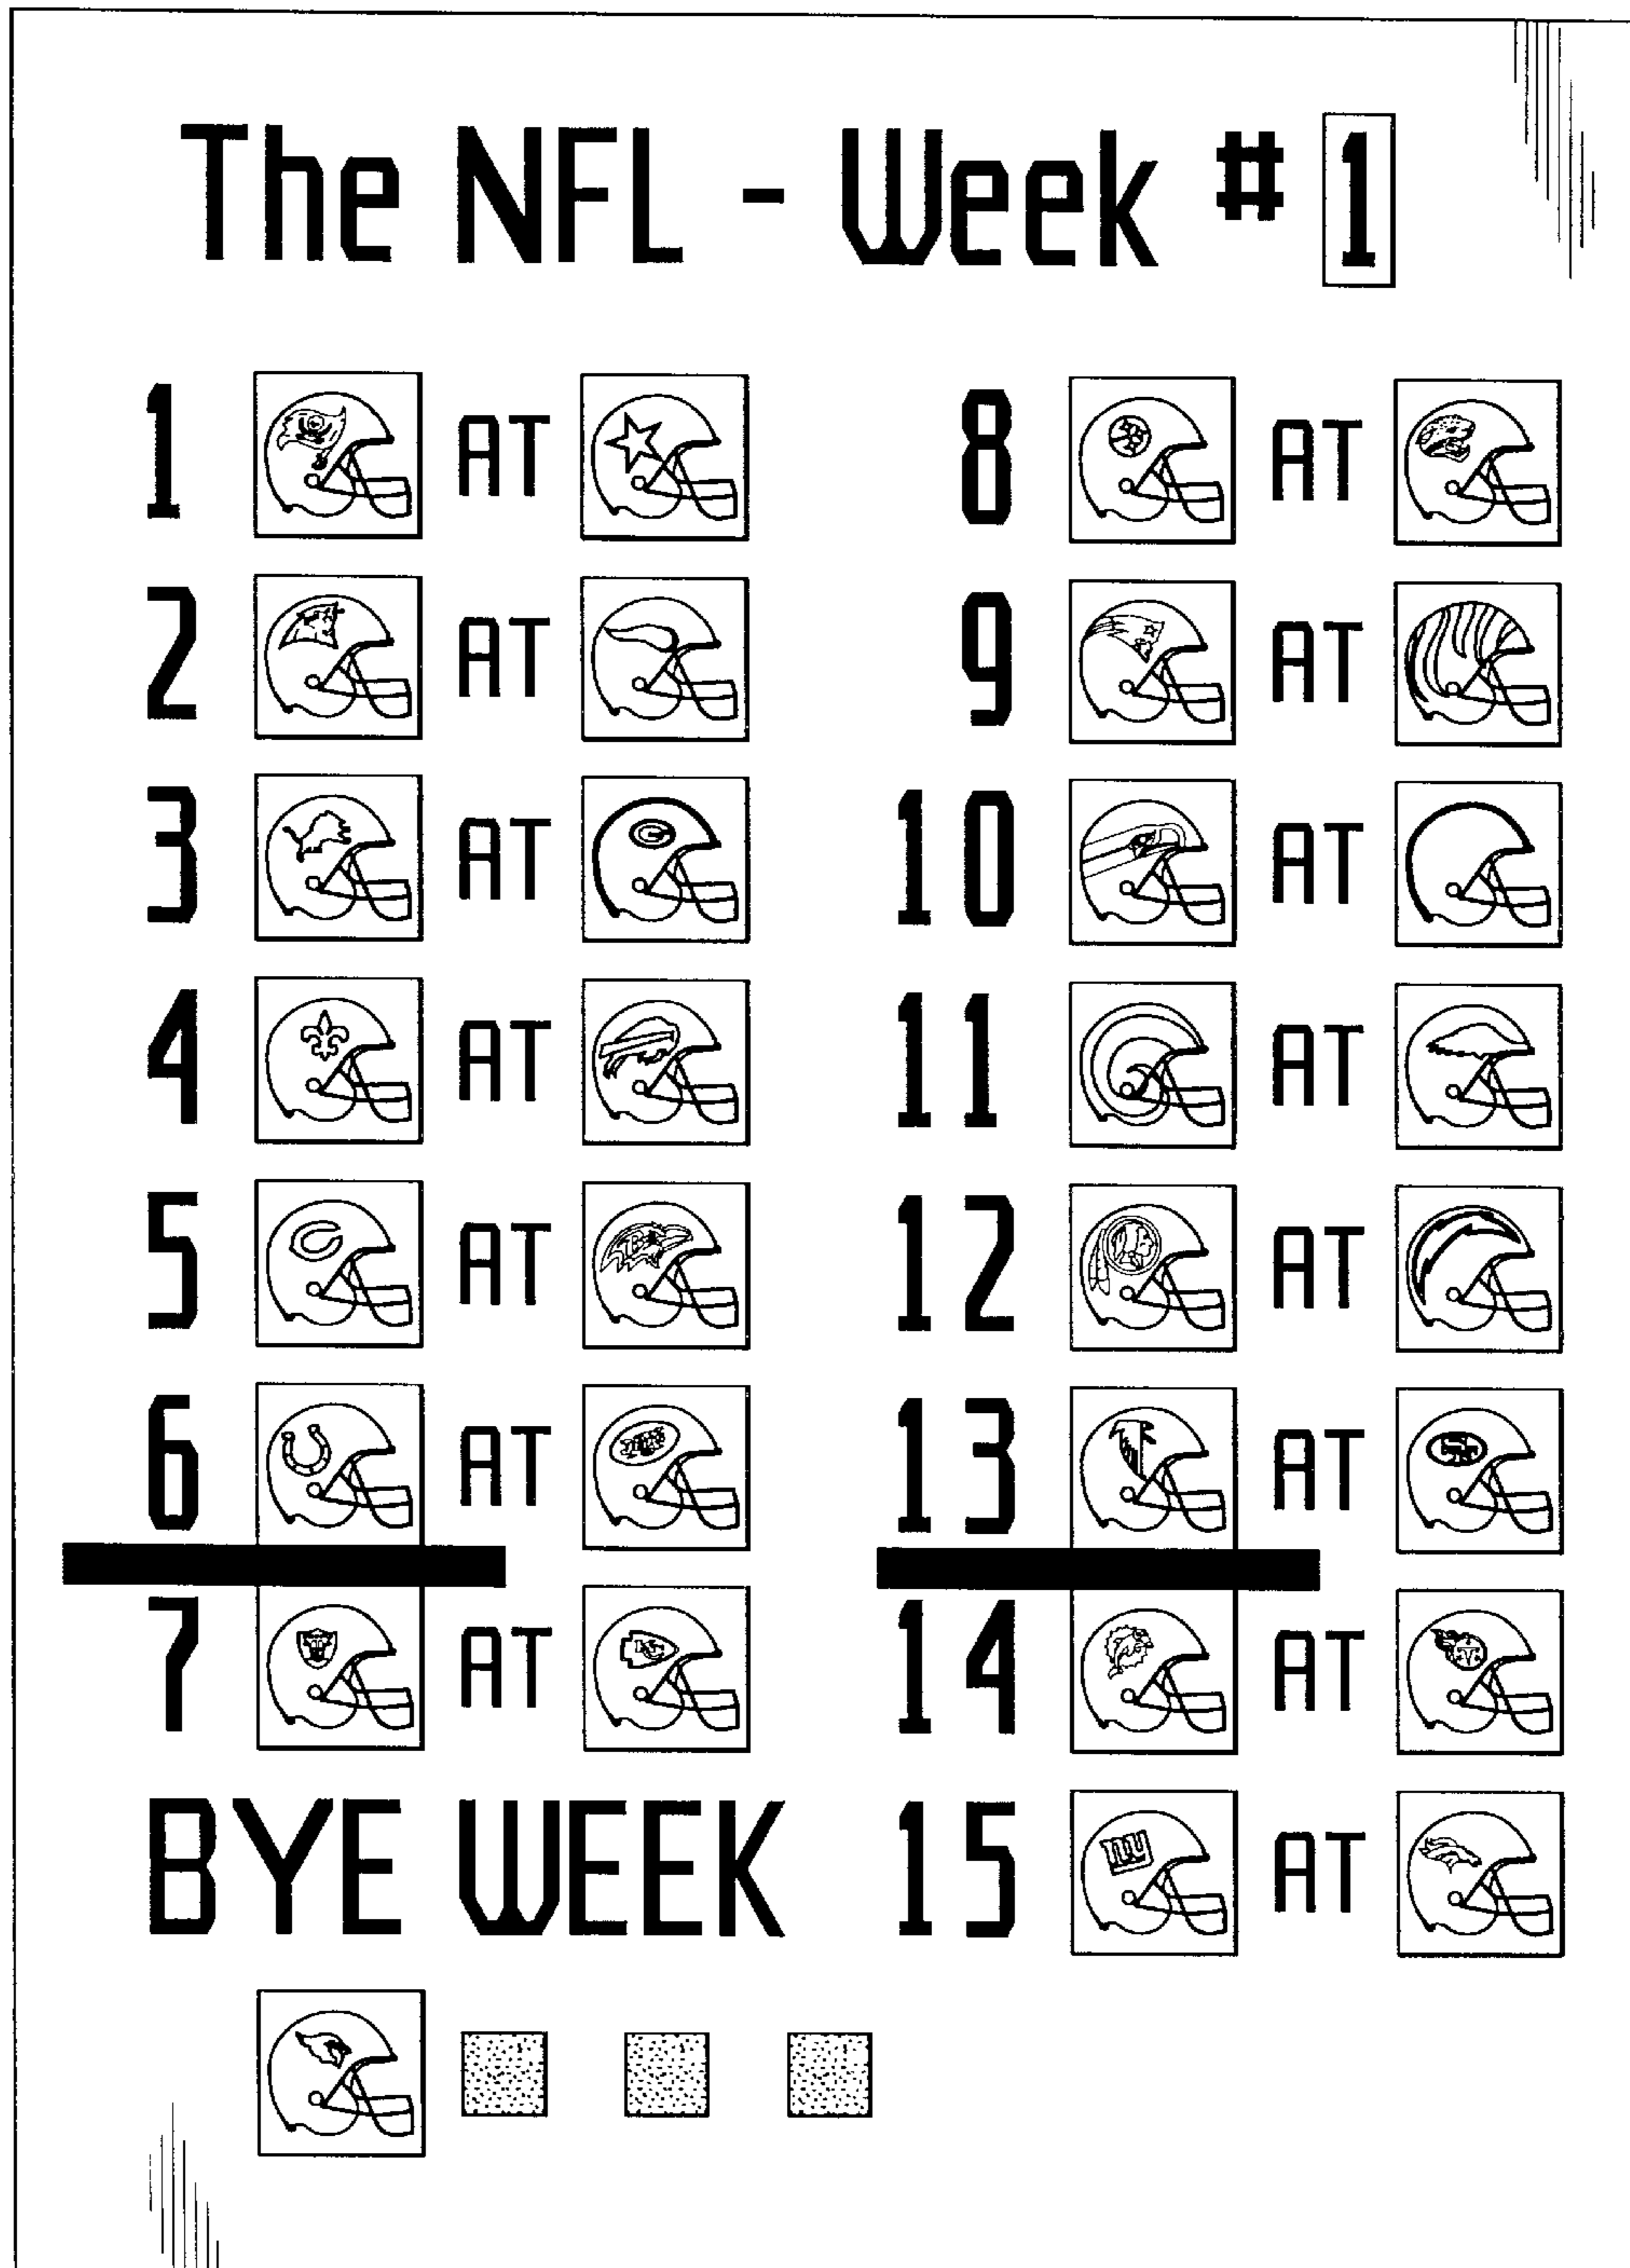 The NFL - Week # 1
1 AT
8 AT
2 AT
9 AT
3 AT
10 AT
4 AT
11 AT
5 AT
12 AT
6 AT
13 AT
7 AT
14 AT
BYE WEEK
15 AT